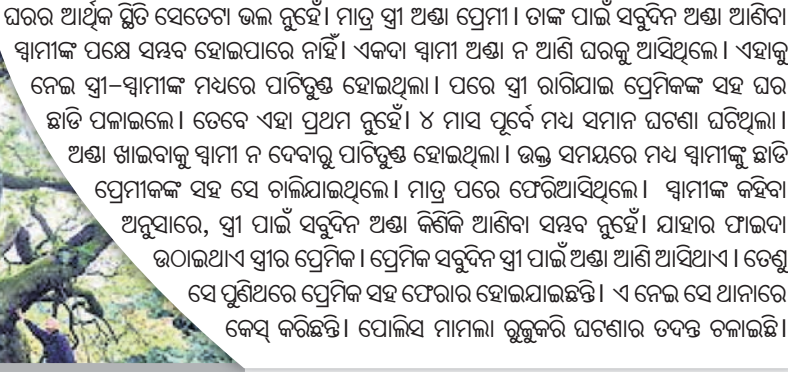 ଘରର ଆର୍ଥିକ ସ୍ଥିତି ସେତେଟା ଭଲ ନୁହେଁ। ମାତ୍ର ସ୍ତ୍ରୀ ଅଣ୍ଡା ପ୍ରେମୀ। ତାଙ୍କ ପାଇଁ ସବୁଦିନ ଅଣ୍ଡା ଆଣିବା
ସ୍ୱାମୀଙ୍କ ପକ୍ଷେ ସମ୍ଭବ ହୋଇପାରେ ନାହିଁ। ଏକଦା ସ୍ୱାମୀ ଅଣ୍ଡା ନ ଆଣି ଘରକୁ ଆସିଥିଲେ। ଏହାକୁ
ନେଇ ସ୍ତ୍ରୀ-ସ୍ୱାମୀଙ୍କ ମଧ୍ୟରେ ପାଟିତୁଣ୍ଡ ହୋଇଥିଲା। ପରେ ସ୍ତ୍ରୀ ରାଗିଯାଇ ପ୍ରେମିକଙ୍କ ସହ ଘର
ଛାଡି ପଳାଇଲେ। ତେବେ ଏହା ପ୍ରଥମ ନୁହେଁ। ୪ ମାସ ପୂର୍ବେ ମଧ୍ୟ ସମାନ ଘଟଣା ଘଟିଥିଲା।
ଅଣ୍ଡା ଖାଇବାକୁ ସ୍ୱାମୀ ନ ଦେବାରୁ ପାଟିତୁଣ୍ଡ ହୋଇଥିଲା। ଉକ୍ତ ସମୟରେ ମଧ୍ୟ ସ୍ୱାମୀଙ୍କୁ ଛାଡି
ପ୍ରେମୀକଙ୍କ ସହ ସେ ଚାଲିଯାଇଥିଲେ। ମାତ୍ର ପରେ ଫେରିଆସିଥିଲେ। ସ୍ୱାମୀଙ୍କ କହିବା
ଅନୁସାରେ, ସ୍ତ୍ରୀ ପାଇଁ ସବୁଦିନ ଅଣ୍ଡା କିଣିକି ଆଣିବା ସମ୍ଭବ ନୁହେଁ। ଯାହାର ଫାଇଦା
ଉଠାଇଥାଏ ସ୍ତ୍ରୀର ପ୍ରେମିକ। ପ୍ରେମିକ ସବୁଦିନ ସ୍ତ୍ରୀ ପାଇଁ ଅଣ୍ଡା ଆଣି ଆସିଥାଏ। ତେଣୁ
ସେ ପୁଣିଥରେ ପ୍ରେମିକ ସହ ଫେରାର ହୋଇଯାଇଛନ୍ତି। ଏ ନେଇ ସେ ଥାନାରେ
କେସ୍ କରିଛନ୍ତି। ପୋଲିସ ମାମଲା ରୁଜୁକରି ଘଟଣାର ତଦନ୍ତ ଚଳାଇଛି।